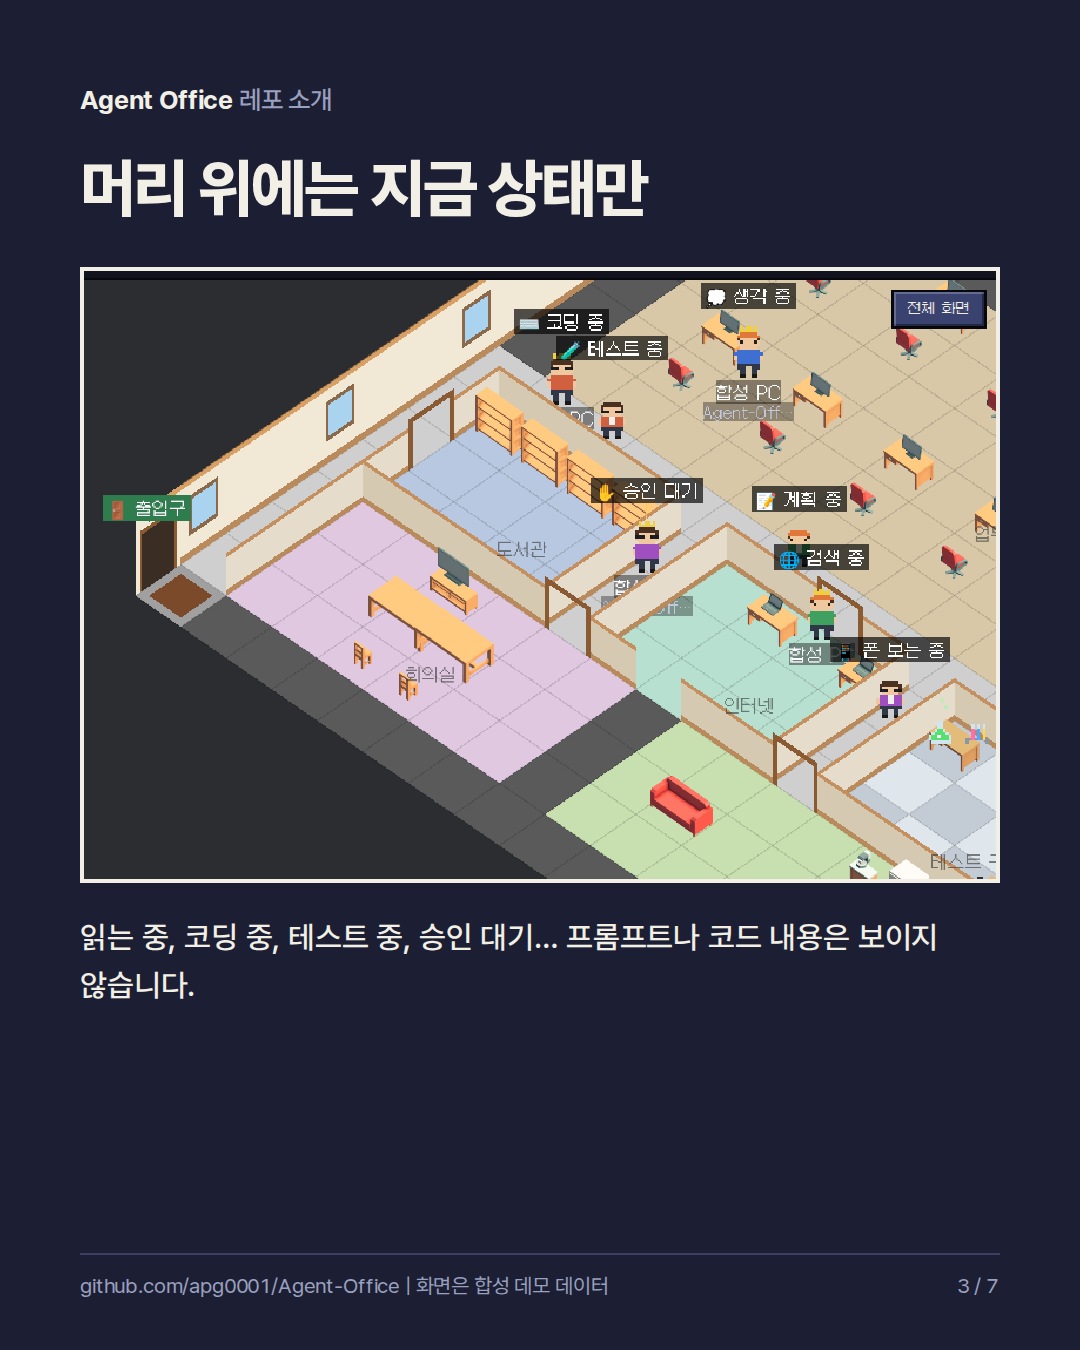 Agent Office 레포 소개
머리 위에는 지금 상태만
생각 중
전체 화면
코딩 중
테스트 중
합성 PC
Agent-Off…
PC
승인 대기
계획 중
출입구
도서관
검색 중
합성
폰 보는 중
회의실
인터넷
테스트
읽는 중, 코딩 중, 테스트 중, 승인 대기... 프롬프트나 코드 내용은 보이지
않습니다.
github.com/apg0001/Agent-Office | 화면은 합성 데모 데이터
3 / 7